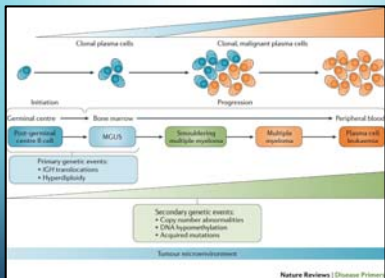 Clonal plasma cells
Clonal, malignant plasma cells
Initiation
Progression
Germinal centre
Bone marrow
Peripheral blood
Post-germinal
centre B cell
MGUS
Smouldering
multiple myeloma
Multiple
myeloma
Plasma cell
leukaemia
Primary genetic events:
• IGH translocations
• Hyperdiploidy
Secondary genetic events:
• Copy number abnormalities
• DNA hypomethylation
• Acquired mutations
Tumour microenvironment
Nature Reviews | Disease Primers